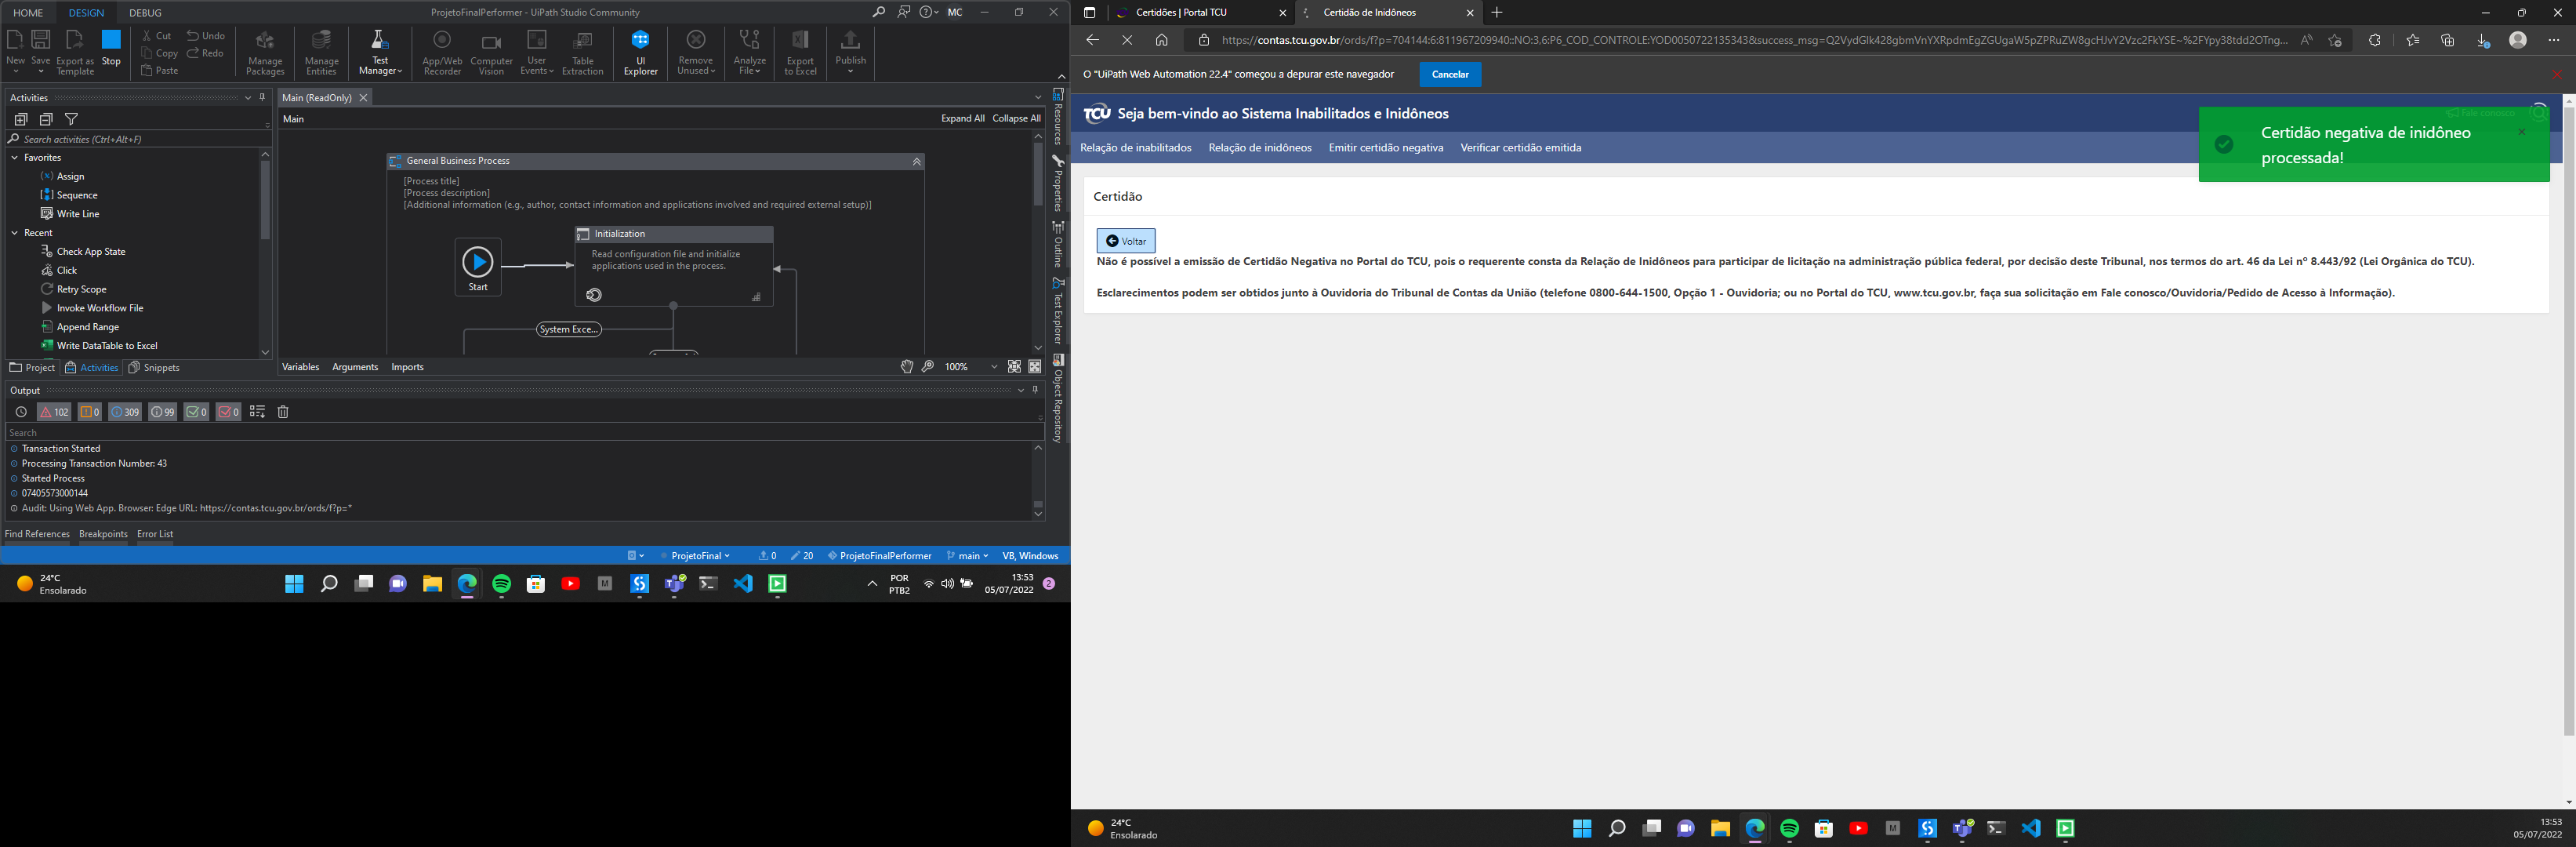 HOME DESIGN DEBUG ProjetoFinalPerformer - UiPath Studio Community MC
New Save Export as Template Stop Cut Copy Paste Undo Redo Manage Packages Manage Entities Test Manager App/Web Recorder Computer Vision User Events Table Extraction UI Explorer Remove Unused Analyze File Export to Excel Publish
Activities
Search activities (Ctrl+Alt+F)
Favorites
Assign
Sequence
Write Line
Recent
Check App State
Click
Retry Scope
Invoke Workflow File
Append Range
Write DataTable to Excel
Project Activities Snippets
Main (ReadOnly)
Main Expand All Collapse All
General Business Process
[Process title]
[Process description]
[Additional information (e.g., author, contact information and applications involved and required external setup)]
Start
Initialization
Read configuration file and initialize
applications used in the process.
System Exce...
Variables Arguments Imports 100%
Resources
Properties
Outline
Test Explorer
Object Repository
Output
102 0 309 99 0 0
Search
Transaction Started
Processing Transaction Number: 43
Started Process
07405573000144
Audit: Using Web App. Browser: Edge URL: https://contas.tcu.gov.br/ords/f?p=*
Find References Breakpoints Error List
ProjetoFinal 0 20 ProjetoFinalPerformer main VB, Windows
24°C
Ensolarado
POR
PTB2
13:53
05/07/2022
2
Certidões | Portal TCU
Certidão de Inidôneos
https://contas.tcu.gov.br/ords/f?p=704144:6:811967209940::NO:3,6:P6_COD_CONTROLE:YOD0050722135343&success_msg=Q2VydGlk428gbmVnYXRpdmEgZGUgaW5pZPRuZW8gcHJvY2Vzc2FkYSE~%2FYpy38tdd2OTng...
O "UiPath Web Automation 22.4" começou a depurar este navegador Cancelar
TCU Seja bem-vindo ao Sistema Inabilitados e Inidôneos
Fale conosco
Relação de inabilitados Relação de inidôneos Emitir certidão negativa Verificar certidão emitida
Certidão negativa de inidôneo
processada!
Certidão
Voltar
Não é possível a emissão de Certidão Negativa no Portal do TCU, pois o requerente consta da Relação de Inidôneos para participar de licitação na administração pública federal, por decisão deste Tribunal, nos termos do art. 46 da Lei nº 8.443/92 (Lei Orgânica do TCU).
Esclarecimentos podem ser obtidos junto à Ouvidoria do Tribunal de Contas da União (telefone 0800-644-1500, Opção 1 - Ouvidoria; ou no Portal do TCU, www.tcu.gov.br, faça sua solicitação em Fale conosco/Ouvidoria/Pedido de Acesso à Informação).
24°C
Ensolarado
13:53
05/07/2022